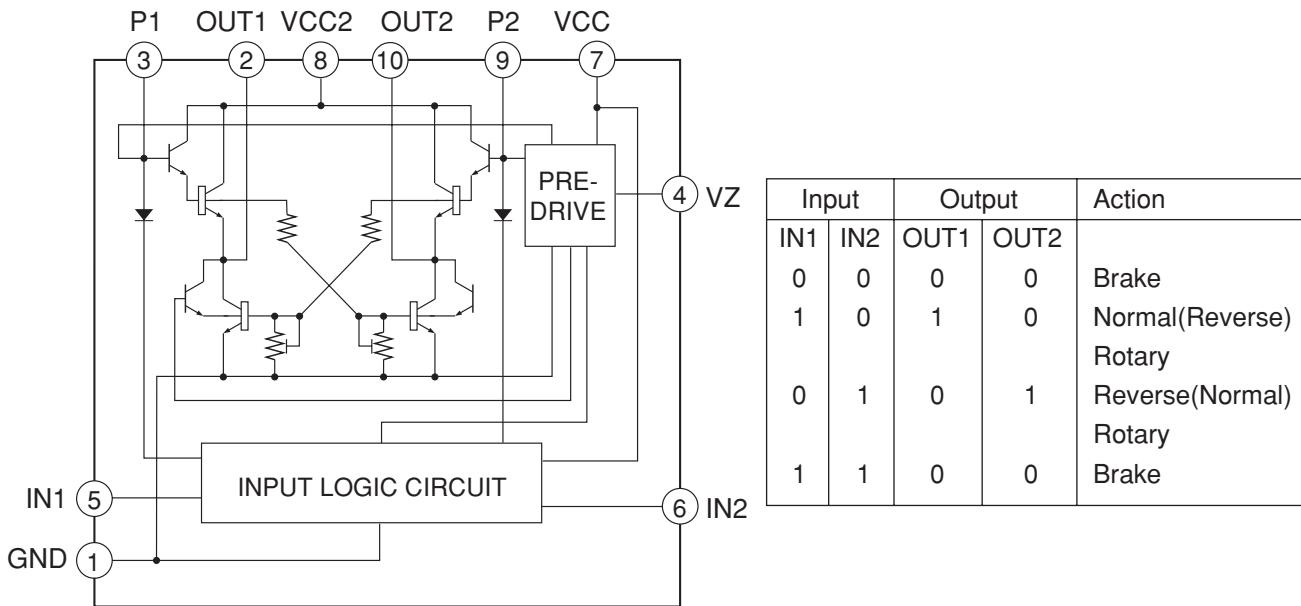 P1 OUT1 VCC2 OUT2 P2 VCC
3 2 8 10 9 7
PRE-
DRIVE
4 VZ
INPUT LOGIC CIRCUIT
IN1 5
6 IN2
GND 1
Input Output Action
IN1 IN2 OUT1 OUT2
0 0 0 0 Brake
1 0 1 0 Normal(Reverse)
Rotary
0 1 0 1 Reverse(Normal)
Rotary
1 1 0 0 Brake